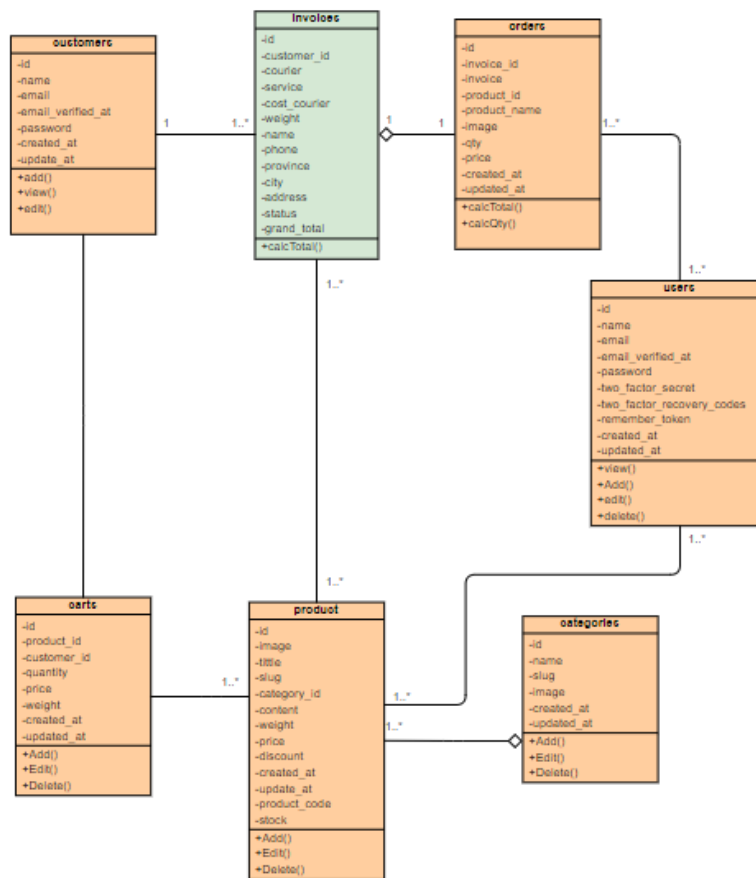 customers
-id
-name
-email
-email_verified_at
-password
-created_at
-update_at
+add()
+view()
+edit()
1
1..*
invoices
-id
-customer_id
-courier
-service
-cost_courier
-weight
-name
-phone
-province
-city
-address
-status
-grand_total
+calcTotal()
1
1
orders
-id
-invoice_id
-invoice
-product_id
-product_name
-image
-qty
-price
-created_at
-updated_at
+calcTotal()
+calcQty()
1..*
1..*
users
-id
-name
-email
-email_verified_at
-password
-two_factor_secret
-two_factor_recovery_codes
-remember_token
-created_at
-updated_at
+view()
+Add()
+edit()
+delete()
1..*
1..*
1..*
carts
-id
-product_id
-customer_id
-quantity
-price
-weight
-created_at
-updated_at
+Add()
+Edit()
+Delete()
1..*
product
-id
-image
-tittle
-slug
-category_id
-content
-weight
-price
-discount
-created_at
-update_at
-product_code
-stock
+Add()
+Edit()
+Delete()
1..*
1..*
categories
-id
-name
-slug
-image
-created_at
-updated_at
+Add()
+Edit()
+Delete()